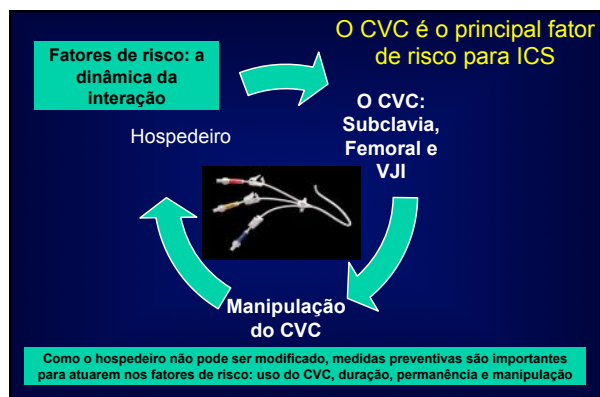 O CVC é o principal fator
de risco para ICS
Fatores de risco: a
dinâmica da
interação
O CVC:
Subclavia,
Femoral e
VJI
Hospedeiro
Manipulação
do CVC
Como o hospedeiro não pode ser modificado, medidas preventivas são importantes
para atuarem nos fatores de risco: uso do CVC, duração, permanência e manipulação